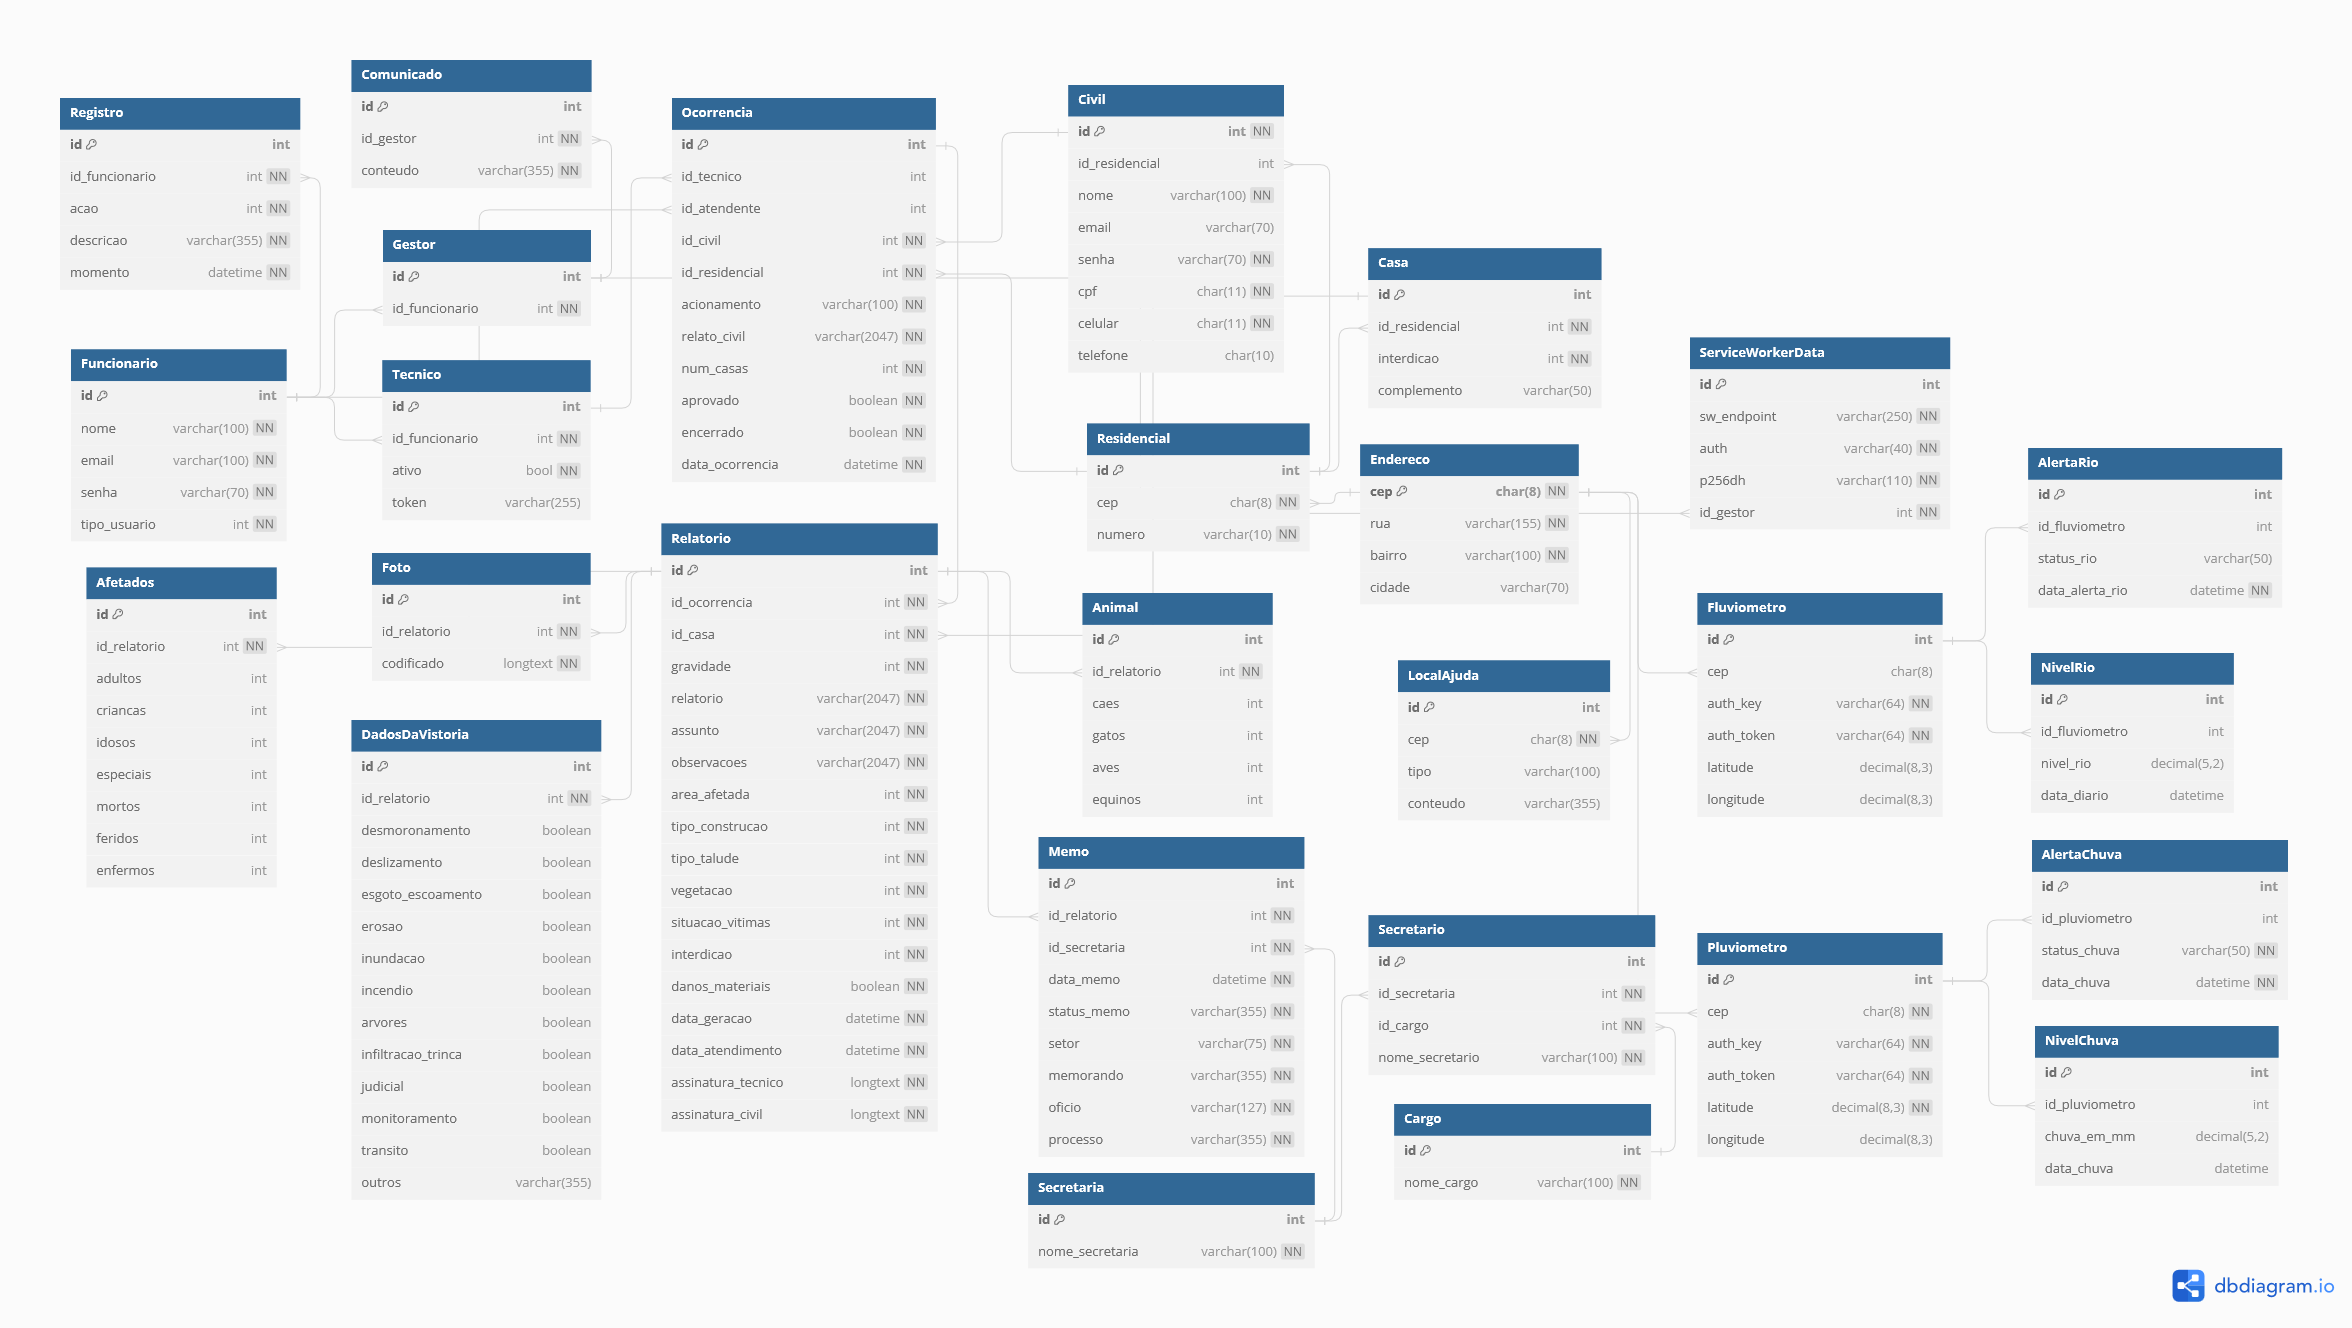 Comunicado
id int
id_gestor int NN
conteudo varchar(355) NN
Registro
id int
id_funcionario int NN
acao int NN
descricao varchar(355) NN
momento datetime NN
Gestor
id int
id_funcionario int NN
Funcionario
id int
nome varchar(100) NN
email varchar(100) NN
senha varchar(70) NN
tipo_usuario int NN
Tecnico
id int
id_funcionario int NN
ativo bool NN
token varchar(255)
Afetados
id int
id_relatorio int NN
adultos int
criancas int
idosos int
especiais int
mortos int
feridos int
enfermos int
Foto
id int
id_relatorio int NN
codificado longtext NN
DadosDaVistoria
id int
id_relatorio int NN
desmoronamento boolean
deslizamento boolean
esgoto_escoamento boolean
erosao boolean
inundacao boolean
incendio boolean
arvores boolean
infiltracao_trinca boolean
judicial boolean
monitoramento boolean
transito boolean
outros varchar(355)
Ocorrencia
id int
id_tecnico int
id_atendente int
id_civil int NN
id_residencial int NN
acionamento varchar(100) NN
relato_civil varchar(2047) NN
num_casas int NN
aprovado boolean NN
encerrado boolean NN
data_ocorrencia datetime NN
Relatorio
id int
id_ocorrencia int NN
id_casa int NN
gravidade int NN
relatorio varchar(2047) NN
assunto varchar(2047) NN
observacoes varchar(2047) NN
area_afetada int NN
tipo_construcao int NN
tipo_talude int NN
vegetacao int NN
situacao_vitimas int NN
interdicao int NN
danos_materiais boolean NN
data_geracao datetime NN
data_atendimento datetime NN
assinatura_tecnico longtext NN
assinatura_civil longtext NN
Civil
id int NN
id_residencial int
nome varchar(100) NN
email varchar(70)
senha varchar(70) NN
cpf char(11) NN
celular char(11) NN
telefone char(10)
Residencial
id int
cep char(8) NN
numero varchar(10) NN
Animal
id int
id_relatorio int NN
caes int
gatos int
aves int
equinos int
Memo
id int
id_relatorio int NN
id_secretaria int NN
data_memo datetime NN
status_memo varchar(355) NN
setor varchar(75) NN
memorando varchar(355) NN
oficio varchar(127) NN
processo varchar(355) NN
Secretaria
id int
nome_secretaria varchar(100) NN
Casa
id int
id_residencial int NN
interdicao int NN
complemento varchar(50)
Endereco
cep char(8) NN
rua varchar(155) NN
bairro varchar(100) NN
cidade varchar(70)
LocalAjuda
id int
cep char(8) NN
tipo varchar(100)
conteudo varchar(355)
Secretario
id int
id_secretaria int NN
id_cargo int NN
nome_secretario varchar(100) NN
Cargo
id int
nome_cargo varchar(100) NN
ServiceWorkerData
id int
sw_endpoint varchar(250) NN
auth varchar(40) NN
p256dh varchar(110) NN
id_gestor int NN
Fluviometro
id int
cep char(8)
auth_key varchar(64) NN
auth_token varchar(64) NN
latitude decimal(8,3)
longitude decimal(8,3)
Pluviometro
id int
cep char(8) NN
auth_key varchar(64) NN
auth_token varchar(64) NN
latitude decimal(8,3) NN
longitude decimal(8,3)
AlertaRio
id int
id_fluviometro int
status_rio varchar(50)
data_alerta_rio datetime NN
NivelRio
id int
id_fluviometro int
nivel_rio decimal(5,2)
data_diario datetime
AlertaChuva
id int
id_pluviometro int
status_chuva varchar(50) NN
data_chuva datetime NN
NivelChuva
id int
id_pluviometro int
chuva_em_mm decimal(5,2)
data_chuva datetime
dbdiagram.io